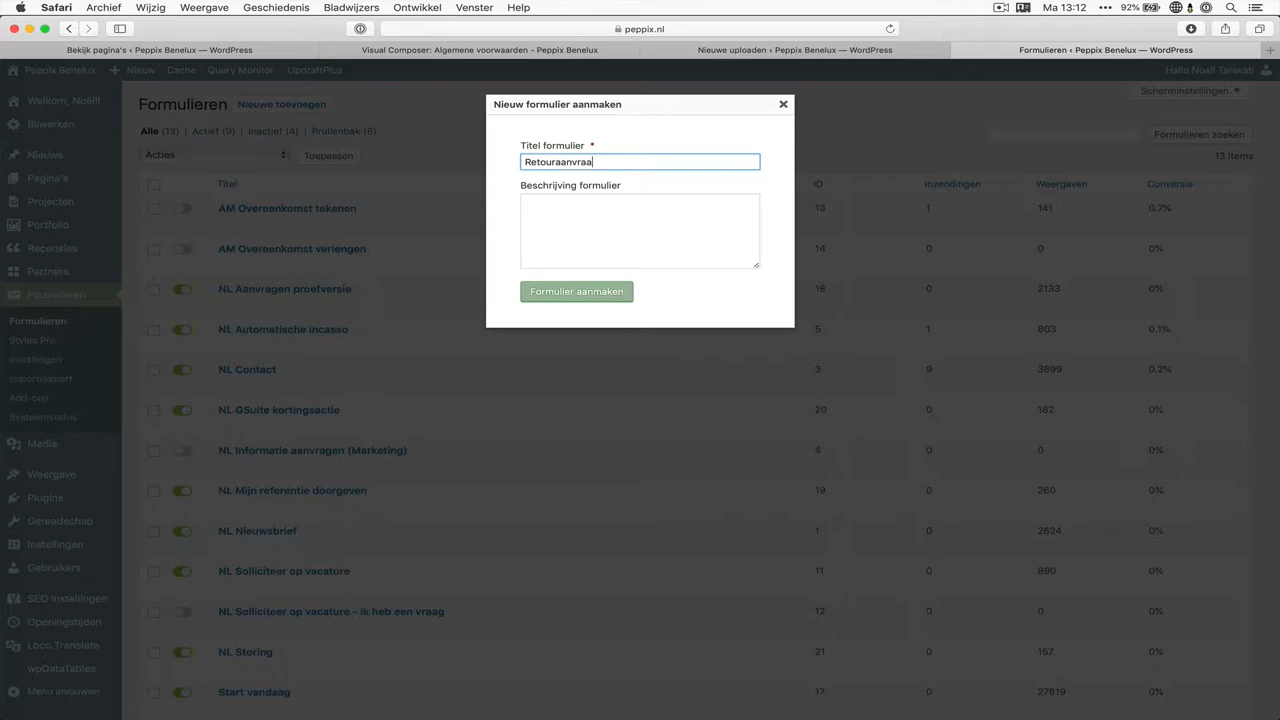 Safari Archief Wijzig Weergave Geschiedenis Bladwijzers Ontwikkel Venster Help Ma 13:12 92%
peppix.nl
Bekijk pagina's ‹ Peppix Benelux — WordPress
Visual Composer: Algemene voorwaarden - Peppix Benelux
Nieuwe uploaden ‹ Peppix Benelux — WordPress
Formulieren ‹ Peppix Benelux — WordPress
Peppix Benelux Nieuw Cache Query Monitor UpdraftPlus Hallo Noell Taravati
Welkom, Noëll!
Bijwerken
Nieuws
Pagina's
Projecten
Portfolio
Recensies
Partners
Formulieren
Formulieren
Styles Pro
Instellingen
Import/export
Add-ons
Systeemstatus
Media
Weergave
Plugins
Gereedschap
Instellingen
Gebruikers
SEO instellingen
Openingstijden
Loco Translate
wpDataTables
Menu invouwen
Formulieren Nieuwe toevoegen
Scherminstellingen
Alle (13) | Actief (9) | Inactief (4) | Prullenbak (8)
Formulieren zoeken
Acties Toepassen
13 items
Titel ID Inzendingen Weergaven Conversie
AM Overeenkomst tekenen 13 1 141 0.7%
AM Overeenkomst verlengen 14 0 0 0%
NL Aanvragen proefversie 18 0 2133 0%
NL Automatische incasso 5 1 803 0.1%
NL Contact 3 9 3899 0.2%
NL GSuite kortingsactie 20 0 182 0%
NL Informatie aanvragen (Marketing) 4 0 0 0%
NL Mijn referentie doorgeven 19 0 260 0%
NL Nieuwsbrief 1 0 2824 0%
NL Solliciteer op vacature 11 0 890 0%
NL Solliciteer op vacature - ik heb een vraag 12 0 0 0%
NL Storing 21 0 157 0%
Start vandaag 17 0 27819 0%
Nieuw formulier aanmaken
Titel formulier *
Retouraanvraa
Beschrijving formulier
Formulier aanmaken